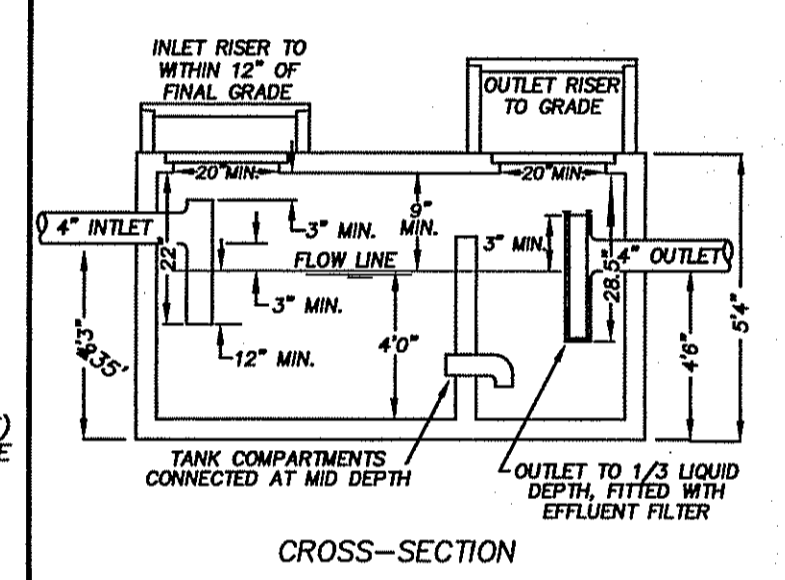 INLET RISER TO
WITHIN 12" OF
FINAL GRADE
OUTLET RISER
TO GRADE
20"MIN.
20"MIN.
9"
MIN.
4" INTLET
22"
3" MIN.
3" MIN.
FLOW LINE
28.5"
4" OUTLET
5'4"
3" MIN.
12" MIN.
4'0"
4'6"
TANK COMPARTMENTS
CONNECTED AT MID DEPTH
OUTLET TO 1/3 LIQUID
DEPTH, FITTED WITH
EFFLUENT FILTER
CROSS-SECTION